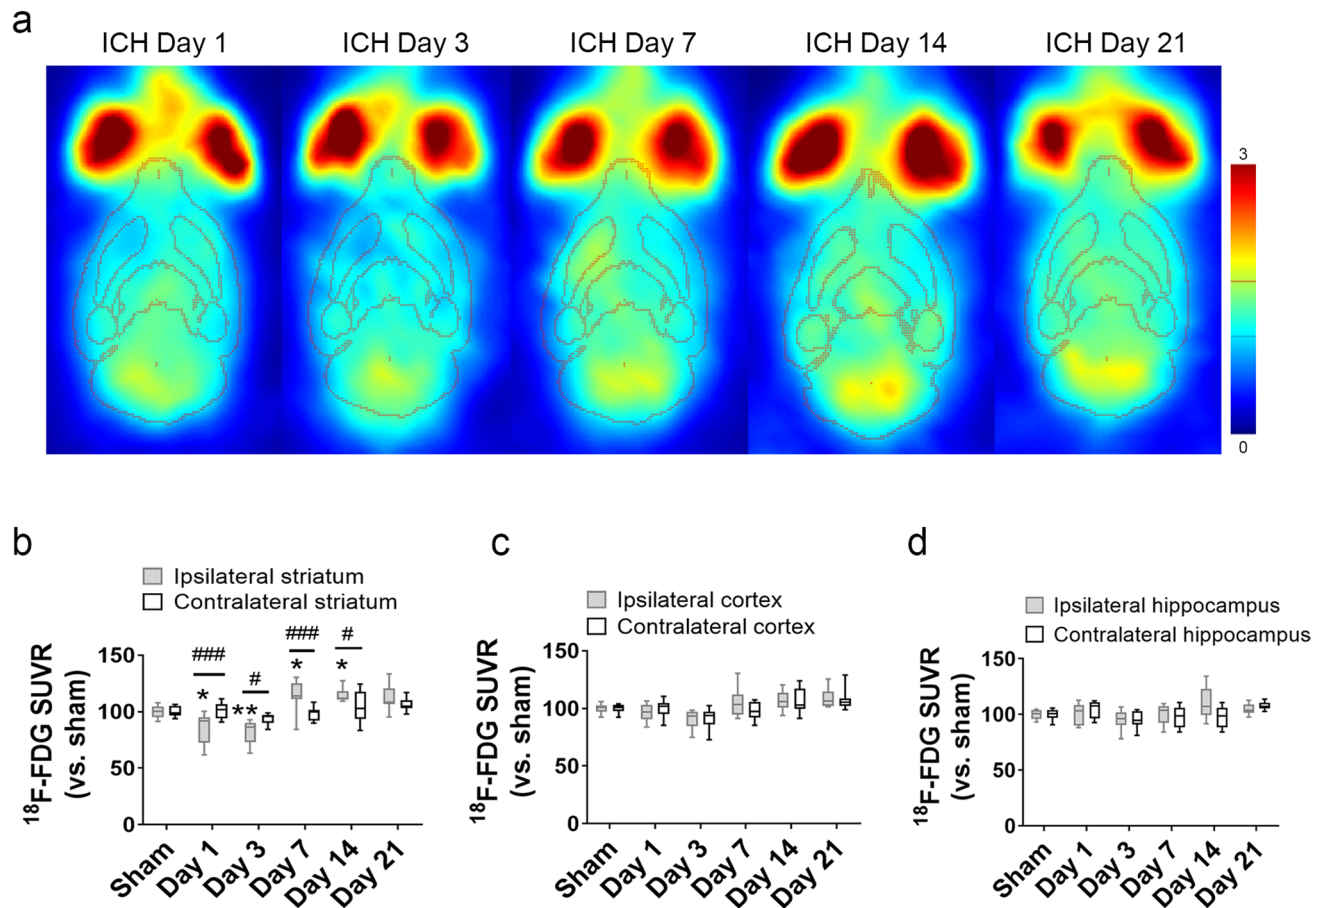 a
ICH Day 1
ICH Day 3
ICH Day 7
ICH Day 14
ICH Day 21
3
0
b
Ipsilateral striatum
Contralateral striatum
¹⁸F-FDG SUVR
(vs. sham)
150
100
50
0
###
*
#
**
###
*
#
*
Sham
Day 1
Day 3
Day 7
Day 14
Day 21
c
Ipsilateral cortex
Contralateral cortex
¹⁸F-FDG SUVR
(vs. sham)
150
100
50
0
Sham
Day 1
Day 3
Day 7
Day 14
Day 21
d
Ipsilateral hippocampus
Contralateral hippocampus
¹⁸F-FDG SUVR
(vs. sham)
150
100
50
0
Sham
Day 1
Day 3
Day 7
Day 14
Day 21